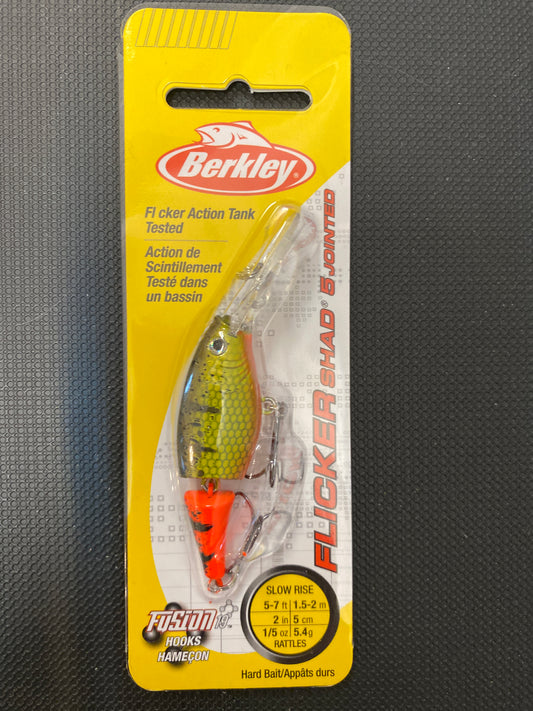 Berkley®
Fl cker Action Tank
Tested
Action de
Scintillement
Testé dans
un bassin
FLICKER SHAD® 5 JOINTED
FUSION 19™
HOOKS
HAMEÇON
SLOW RISE
5-7 ft 1.5-2 m
2 in 5 cm
1/5 oz 5.4g
RATTLES
Hard Bait/Appâts durs